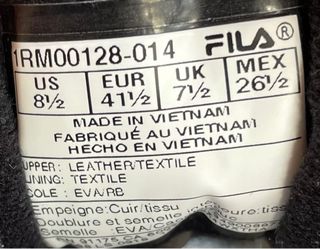 1RM00128-014 FILA®
US EUR UK MEX
8½ 41½ 7½ 26½
MADE IN VIETNAM
FABRIQUÉ AU VIETNAM
HECHO EN VIETNAM
UPPER: LEATHER/TEXTILE
LINING: TEXTILE
SOLE: EVA/RB
Empeigne:Cuir/tissu
Doublure et semelle
et semelle EVA/C